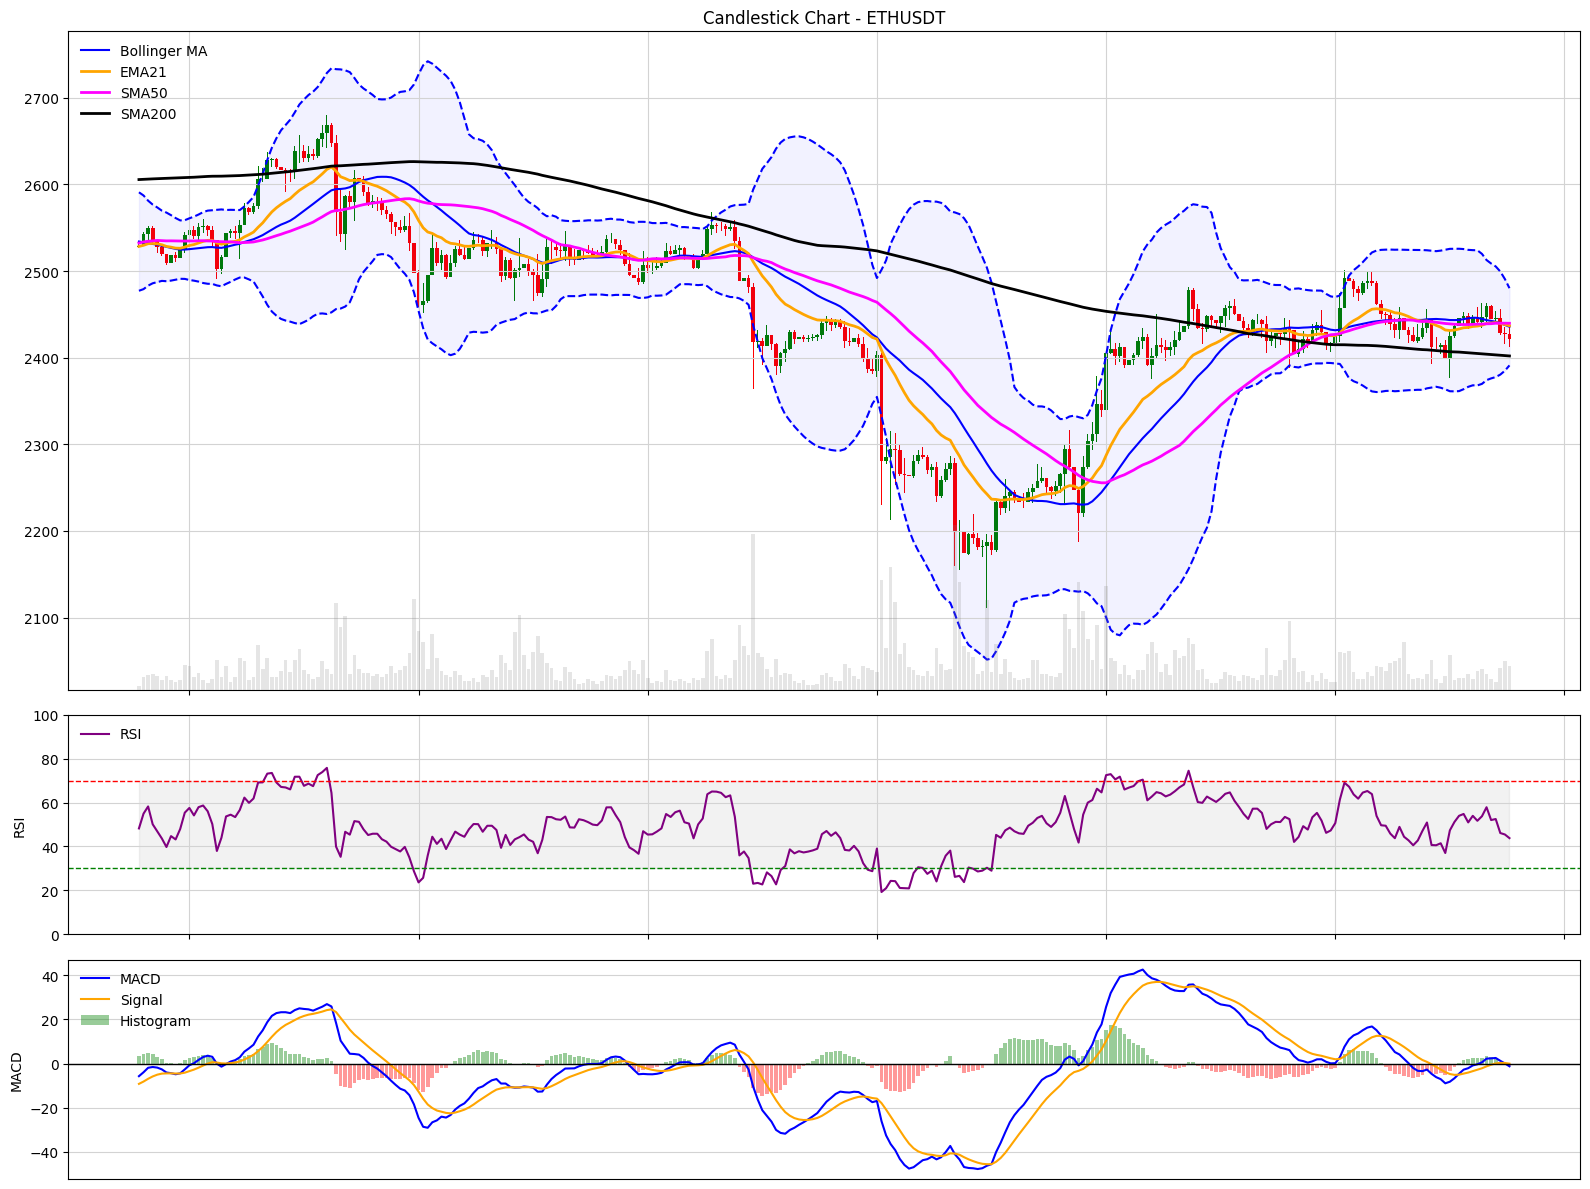 Candlestick Chart - ETHUSDT
Bollinger MA
EMA21
SMA50
SMA200
2700
2600
2500
2400
2300
2200
2100
RSI
RSI
100
80
60
40
20
0
MACD
MACD
Signal
Histogram
40
20
0
−20
−40